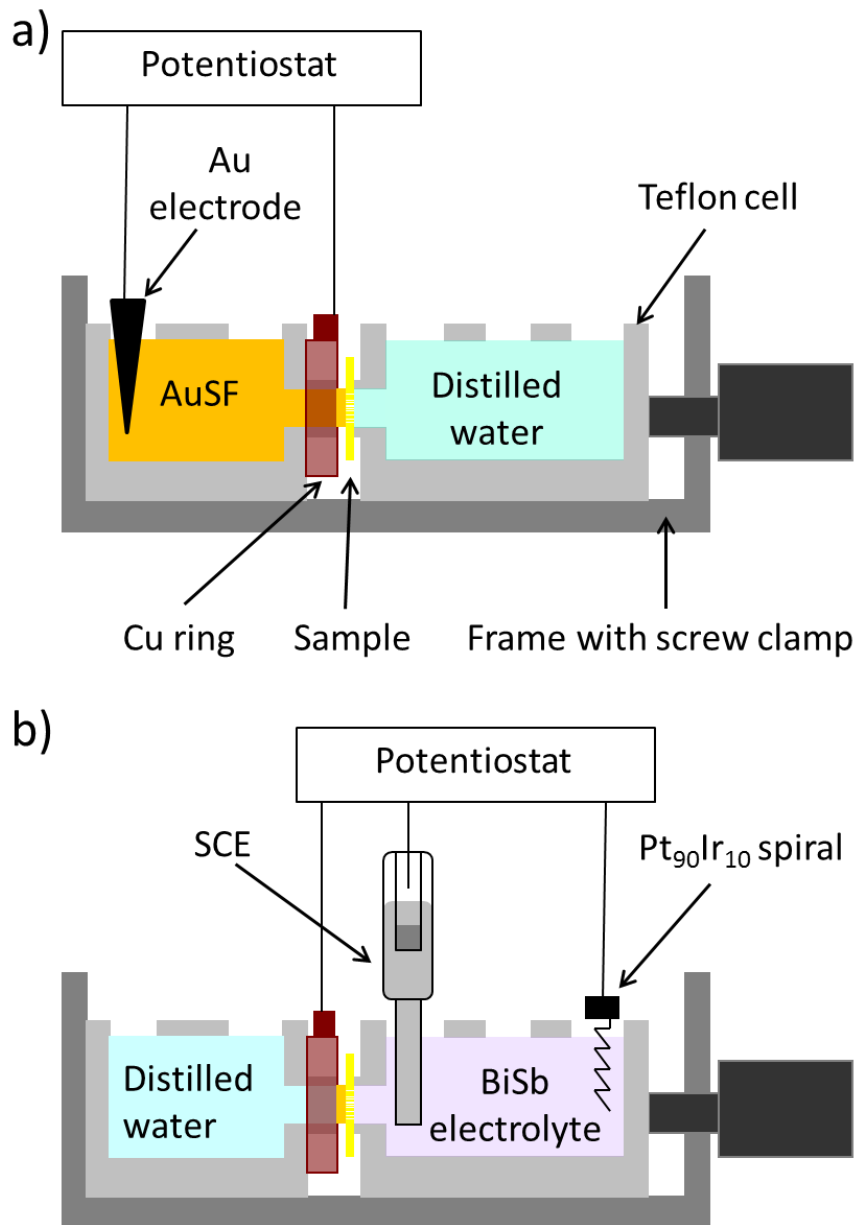 a)
Potentiostat
Au
electrode
Teflon cell
AuSF
Distilled
water
Cu ring
Sample
Frame with screw clamp
b)
Potentiostat
SCE
Pt₉₀Ir₁₀ spiral
Distilled
water
BiSb
electrolyte